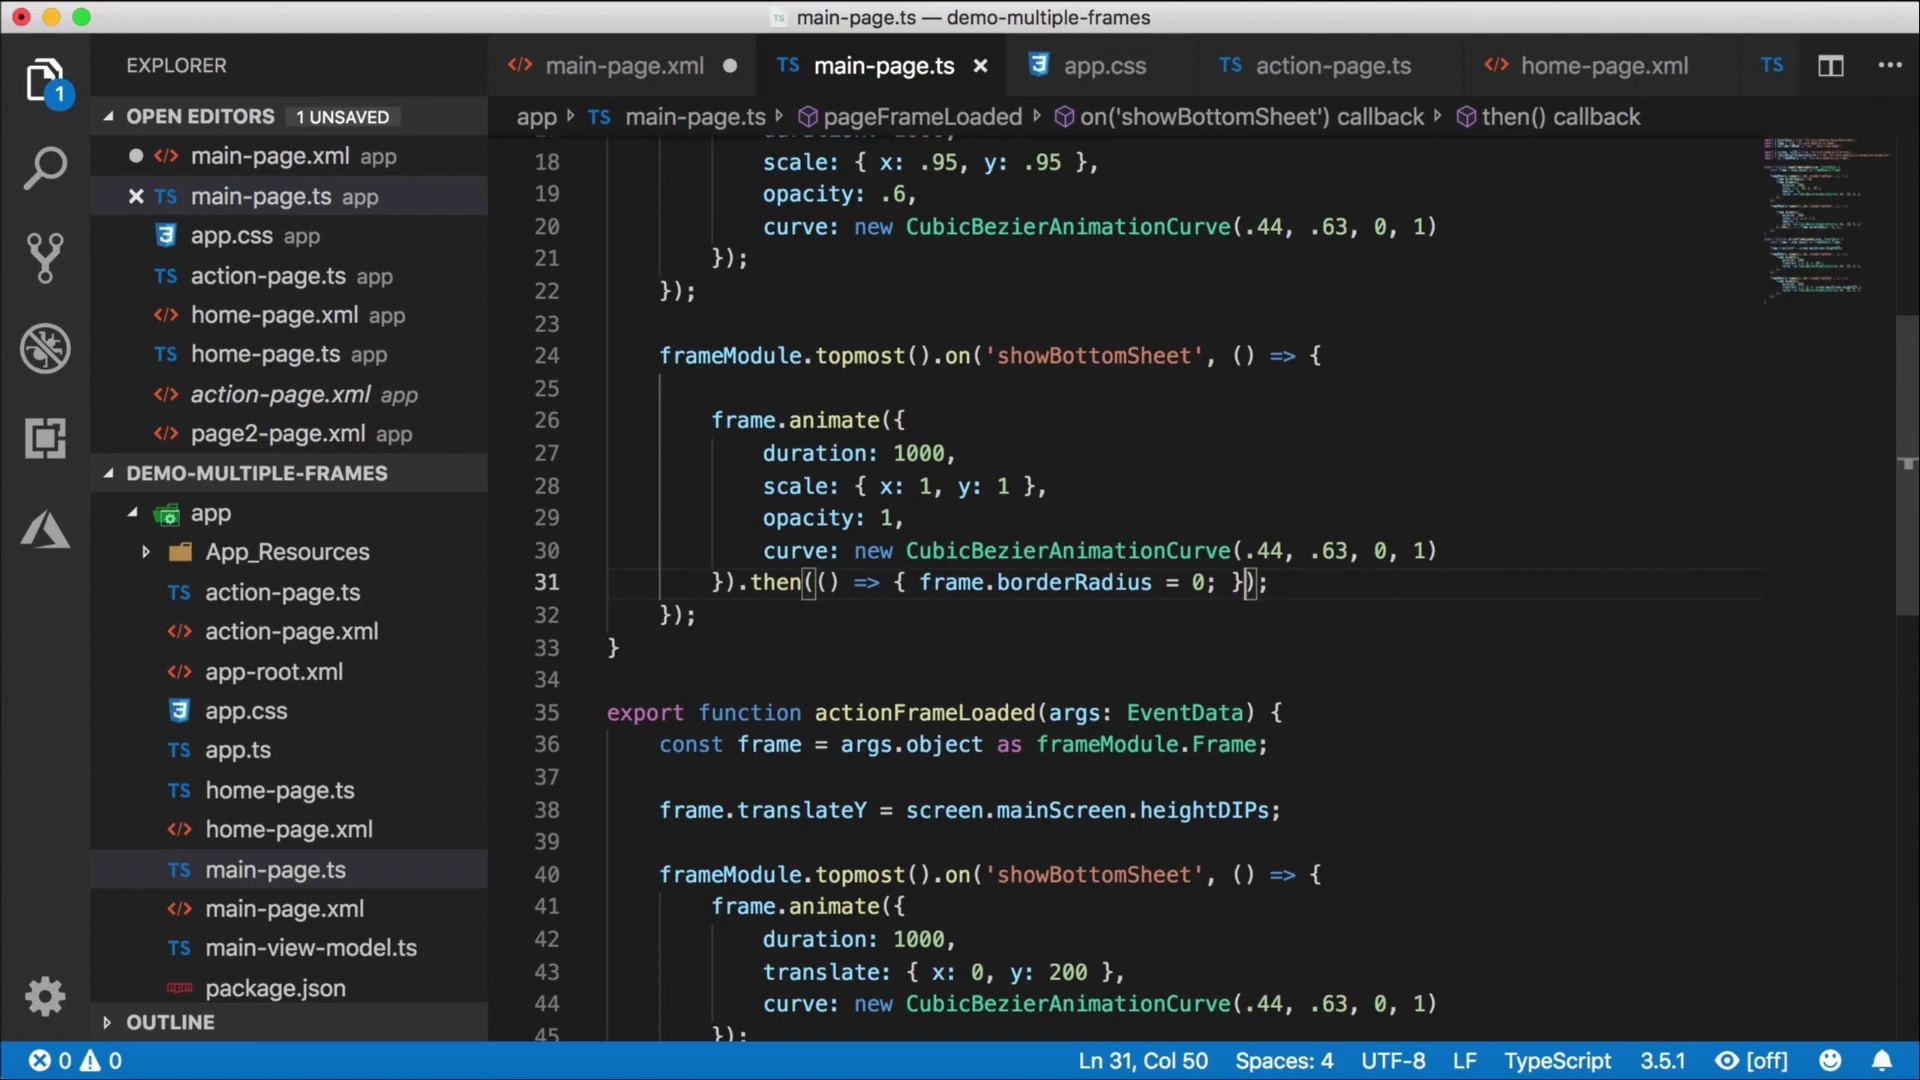 main-page.ts — demo-multiple-frames
EXPLORER
1
OPEN EDITORS 1 UNSAVED
main-page.xml app
main-page.ts app
app.css app
action-page.ts app
home-page.xml app
home-page.ts app
action-page.xml app
page2-page.xml app
DEMO-MULTIPLE-FRAMES
app
App_Resources
TS action-page.ts
action-page.xml
app-root.xml
app.css
TS app.ts
TS home-page.ts
home-page.xml
TS main-page.ts
main-page.xml
TS main-view-model.ts
package.json
OUTLINE
main-page.xml TS main-page.ts app.css TS action-page.ts home-page.xml TS
app TS main-page.ts pageFrameLoaded on('showBottomSheet') callback then() callback
18 scale: { x: .95, y: .95 },
19 opacity: .6,
20 curve: new CubicBezierAnimationCurve(.44, .63, 0, 1)
21 });
22 });
23
24 frameModule.topmost().on('showBottomSheet', () => {
25
26 frame.animate({
27 duration: 1000,
28 scale: { x: 1, y: 1 },
29 opacity: 1,
30 curve: new CubicBezierAnimationCurve(.44, .63, 0, 1)
31 }).then(() => { frame.borderRadius = 0; });
32 });
33 }
34
35 export function actionFrameLoaded(args: EventData) {
36 const frame = args.object as frameModule.Frame;
37
38 frame.translateY = screen.mainScreen.heightDIPs;
39
40 frameModule.topmost().on('showBottomSheet', () => {
41 frame.animate({
42 duration: 1000,
43 translate: { x: 0, y: 200 },
44 curve: new CubicBezierAnimationCurve(.44, .63, 0, 1)
45 });
0 0 Ln 31, Col 50 Spaces: 4 UTF-8 LF TypeScript 3.5.1 [off]